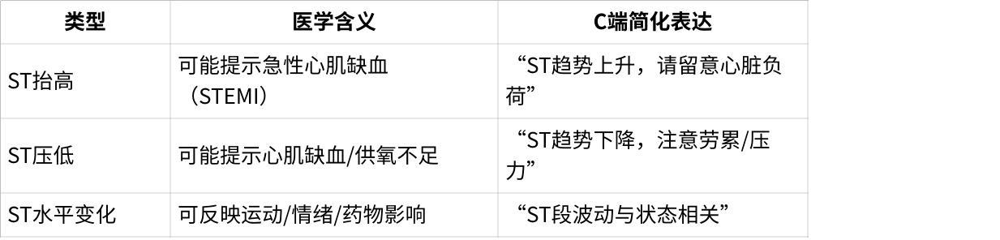 类型 医学含义 C端简化表达
ST抬高 可能提示急性心肌缺血（STEMI） “ST趋势上升，请留意心脏负荷”
ST压低 可能提示心肌缺血/供氧不足 “ST趋势下降，注意劳累/压力”
ST水平变化 可反映运动/情绪/药物影响 “ST段波动与状态相关”